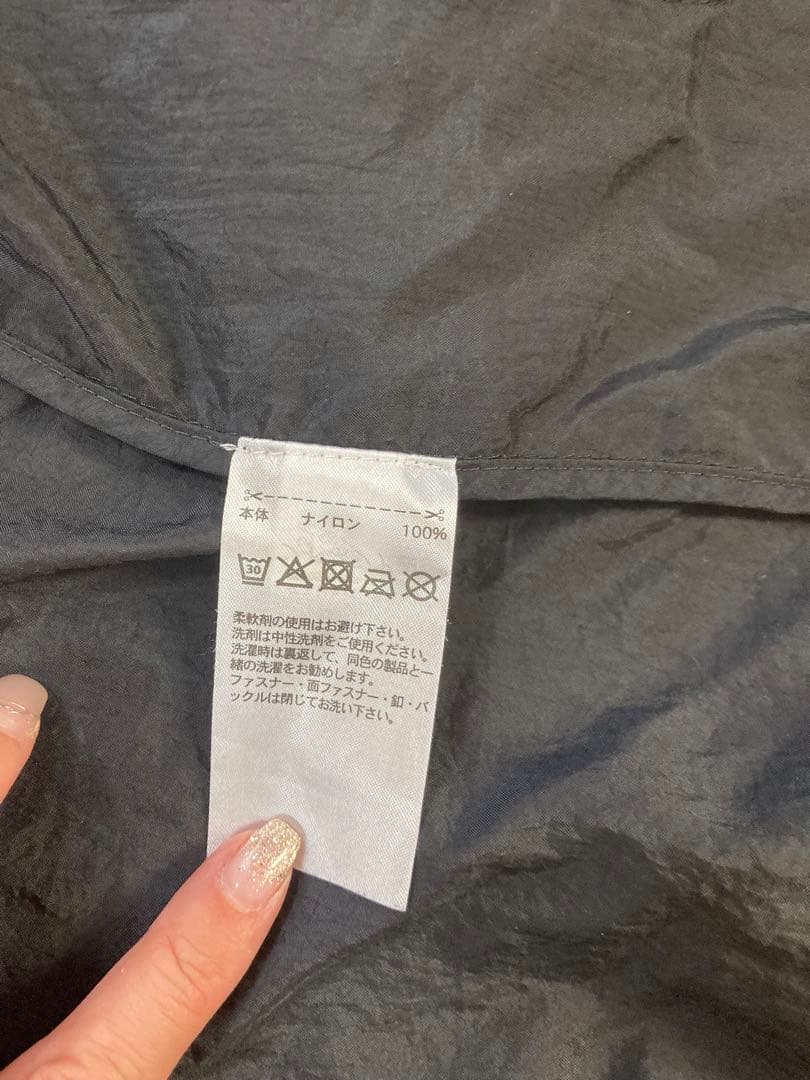 本体 ナイロン 100%
30
柔軟剤の使用はお避け下さい。
洗剤は中性洗剤をご使用ください。
洗濯時は裏返して、同色の製品と一
緒の洗濯をお勧めします。
ファスナー・面ファスナー・釦・バ
ックルは閉じてお洗い下さい。